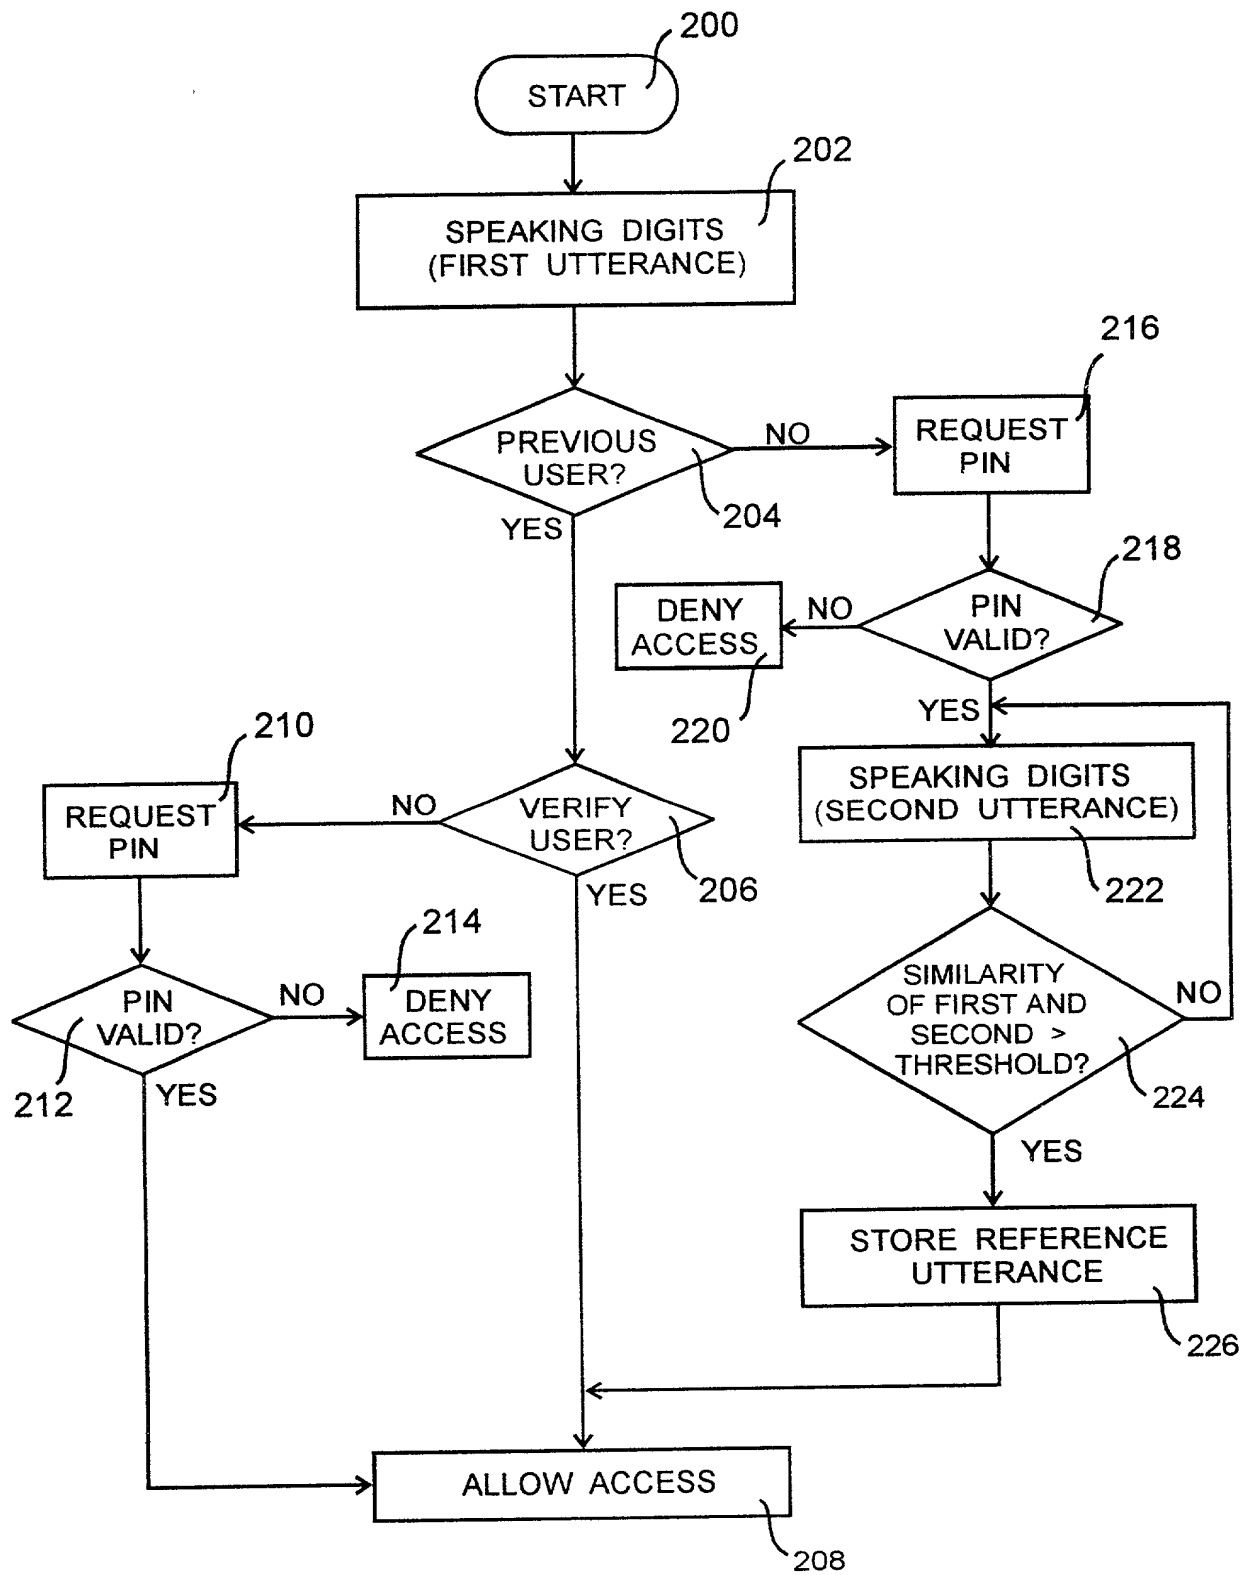 200
START
202
SPEAKING DIGITS
(FIRST UTTERANCE)
216
REQUEST
PIN
NO
PREVIOUS
USER?
204
YES
218
PIN
VALID?
NO
DENY
ACCESS
220
YES
210
REQUEST
PIN
NO
VERIFY
USER?
206
YES
SPEAKING DIGITS
(SECOND UTTERANCE)
222
214
DENY
ACCESS
NO
PIN
VALID?
212
YES
SIMILARITY
OF FIRST AND
SECOND >
THRESHOLD?
NO
224
YES
STORE REFERENCE
UTTERANCE
226
ALLOW ACCESS
208